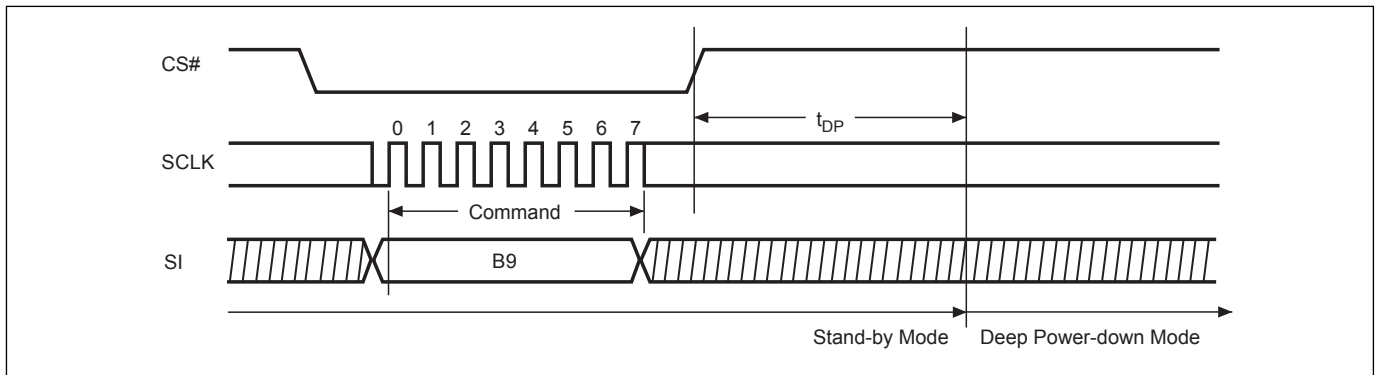 CS#
t_DP
0 1 2 3 4 5 6 7
SCLK
Command
SI
B9
Stand-by Mode
Deep Power-down Mode